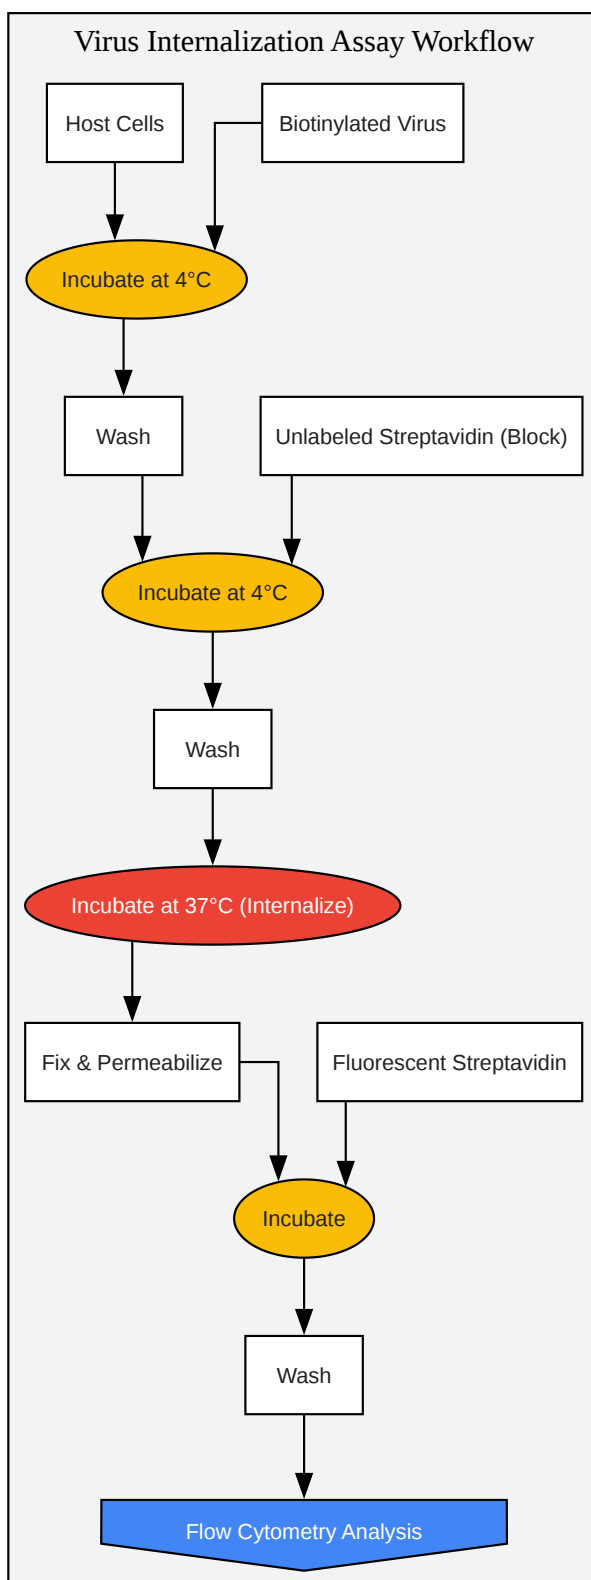 Virus Internalization Assay Workflow
Host Cells
Biotinylated Virus
Incubate at 4°C
Wash
Unlabeled Streptavidin (Block)
Incubate at 4°C
Wash
Incubate at 37°C (Internalize)
Fix & Permeabilize
Fluorescent Streptavidin
Incubate
Wash
Flow Cytometry Analysis